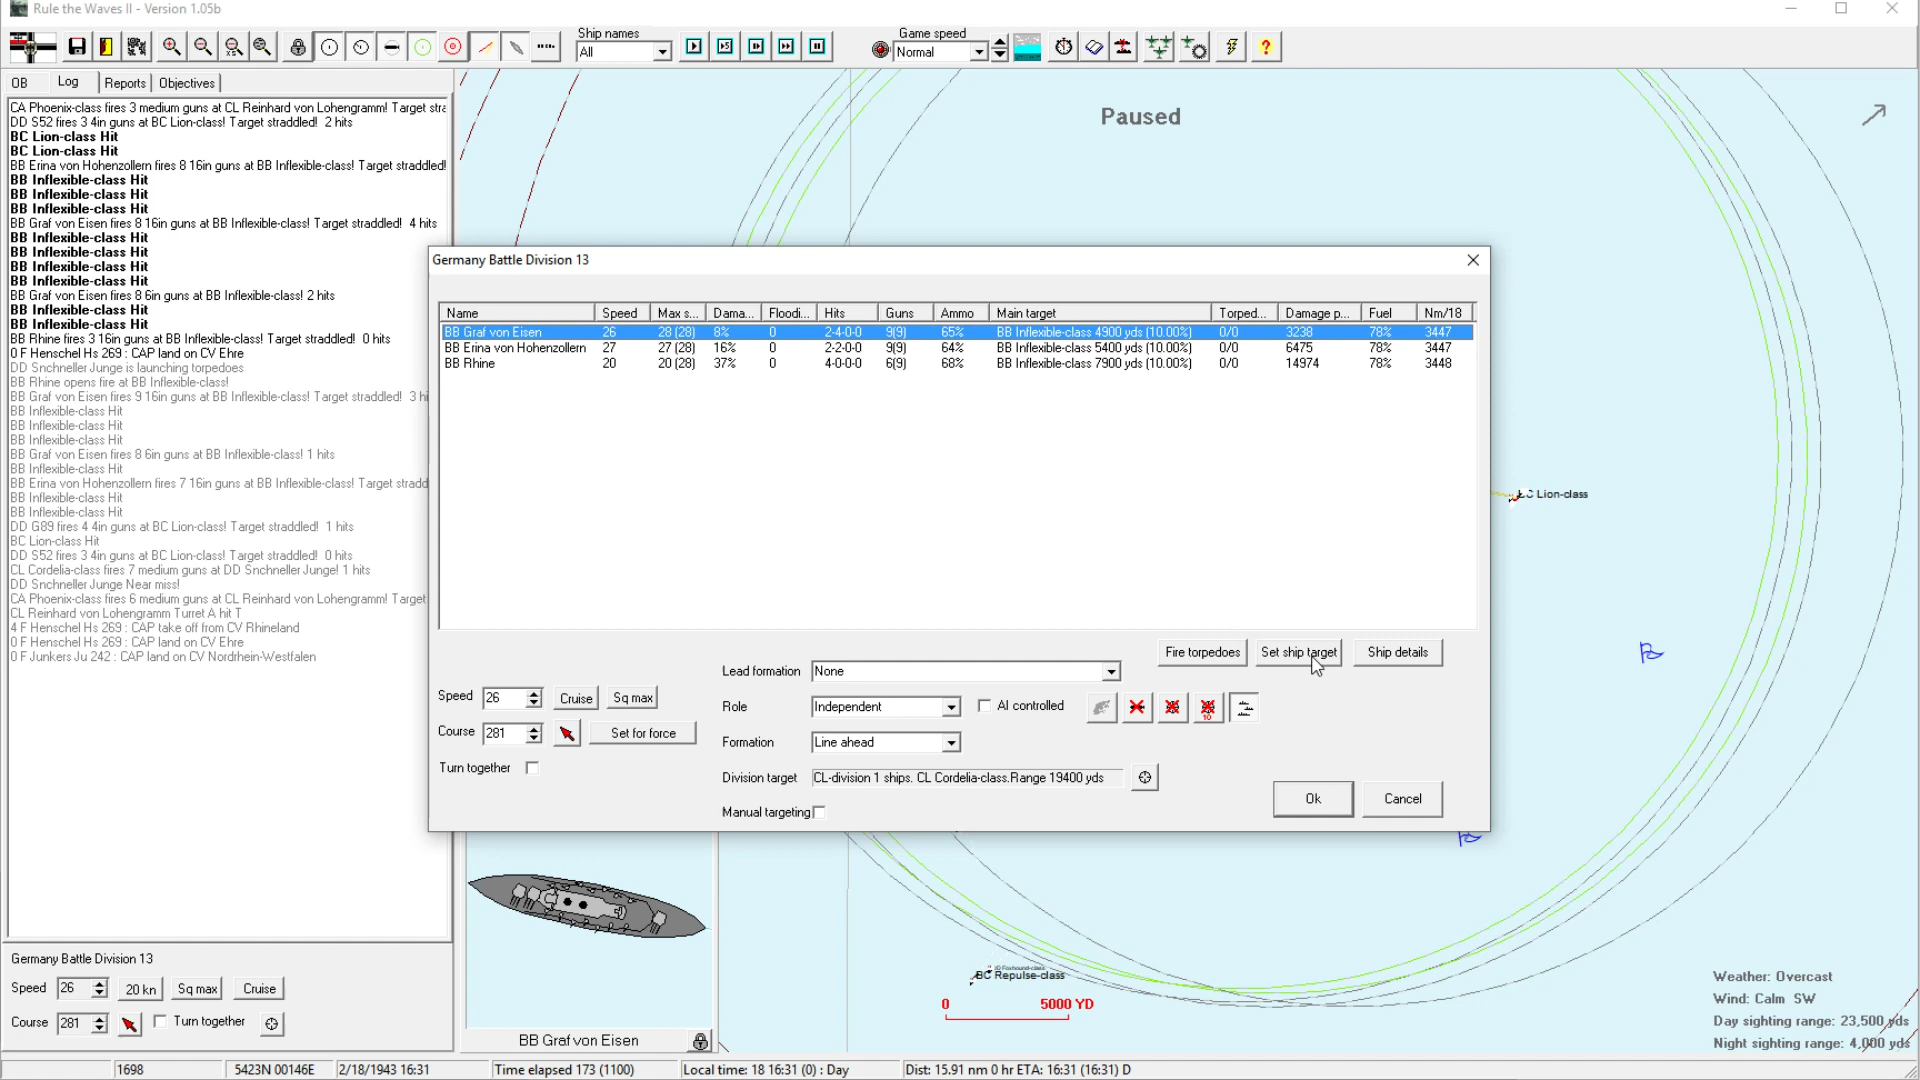 Rule the Waves II - Version 1.05b
Ship names
All
Game speed
Normal
OB
Log
Reports
Objectives
CA Phoenix-class fires 3 medium guns at CL Reinhard von Lohengramm! Target stra
DD S52 fires 3 4in guns at BC Lion-class! Target straddled! 2 hits
BC Lion-class Hit
BC Lion-class Hit
BB Erina von Hohenzollern fires 8 16in guns at BB Inflexible-class! Target straddled!
BB Inflexible-class Hit
BB Inflexible-class Hit
BB Inflexible-class Hit
BB Graf von Eisen fires 8 16in guns at BB Inflexible-class! Target straddled! 4 hits
BB Inflexible-class Hit
BB Inflexible-class Hit
BB Inflexible-class Hit
BB Inflexible-class Hit
BB Graf von Eisen fires 8 6in guns at BB Inflexible-class! 2 hits
BB Inflexible-class Hit
BB Inflexible-class Hit
BB Rhine fires 3 16in guns at BB Inflexible-class! Target straddled! 0 hits
0 F Henschel Hs 269 : CAP land on CV Ehre
DD Snchneller Junge is launching torpedoes
BB Rhine opens fire at BB Inflexible-class!
BB Graf von Eisen fires 9 16in guns at BB Inflexible-class! Target straddled! 3 hi
BB Inflexible-class Hit
BB Inflexible-class Hit
BB Inflexible-class Hit
BB Graf von Eisen fires 8 6in guns at BB Inflexible-class! 1 hits
BB Inflexible-class Hit
BB Erina von Hohenzollern fires 7 16in guns at BB Inflexible-class! Target stradd
BB Inflexible-class Hit
BB Inflexible-class Hit
DD G89 fires 4 4in guns at BC Lion-class! Target straddled! 1 hits
BC Lion-class Hit
DD S52 fires 3 4in guns at BC Lion-class! Target straddled! 0 hits
CL Cordelia-class fires 7 medium guns at DD Snchneller Junge! 1 hits
DD Snchneller Junge Near miss!
CA Phoenix-class fires 6 medium guns at CL Reinhard von Lohengramm! Target
CL Reinhard von Lohengramm Turret A hit T
4 F Henschel Hs 269 : CAP take off from CV Rhineland
0 F Henschel Hs 269 : CAP land on CV Ehre
0 F Junkers Ju 242 : CAP land on CV Nordrhein-Westfalen
Paused
Germany Battle Division 13
Name Speed Max s... Dama... Floodi... Hits Guns Ammo Main target Torped... Damage p... Fuel Nm/18
BB Graf von Eisen 26 28 (28) 8% 0 2-4-0-0 9(9) 65% BB Inflexible-class 4900 yds (10.00%) 0/0 3238 78% 3447
BB Erina von Hohenzollern 27 27 (28) 16% 0 2-2-0-0 9(9) 64% BB Inflexible-class 5400 yds (10.00%) 0/0 6475 78% 3447
BB Rhine 20 20 (28) 37% 0 4-0-0-0 6(9) 68% BB Inflexible-class 7900 yds (10.00%) 0/0 14974 78% 3448
Fire torpedoes
Set ship target
Ship details
Lead formation None
Speed 26 Cruise Sq max
Role Independent AI controlled
10
Course 281 Set for force
Formation Line ahead
Turn together
Division target CL-division 1 ships. CL Cordelia-class.Range 19400 yds
Manual targeting
Ok
Cancel
BC Lion-class
BC Repulse-class
0 5000 YD
Weather: Overcast
Wind: Calm SW
Day sighting range: 23,500 yds
Night sighting range: 4,000 yds
Germany Battle Division 13
Speed 26 20 kn Sq max Cruise
Course 281 Turn together
BB Graf von Eisen
1698
5423N 00146E
2/18/1943 16:31
Time elapsed 173 (1100)
Local time: 18 16:31 (0) : Day
Dist: 15.91 nm 0 hr ETA: 16:31 (16:31) D